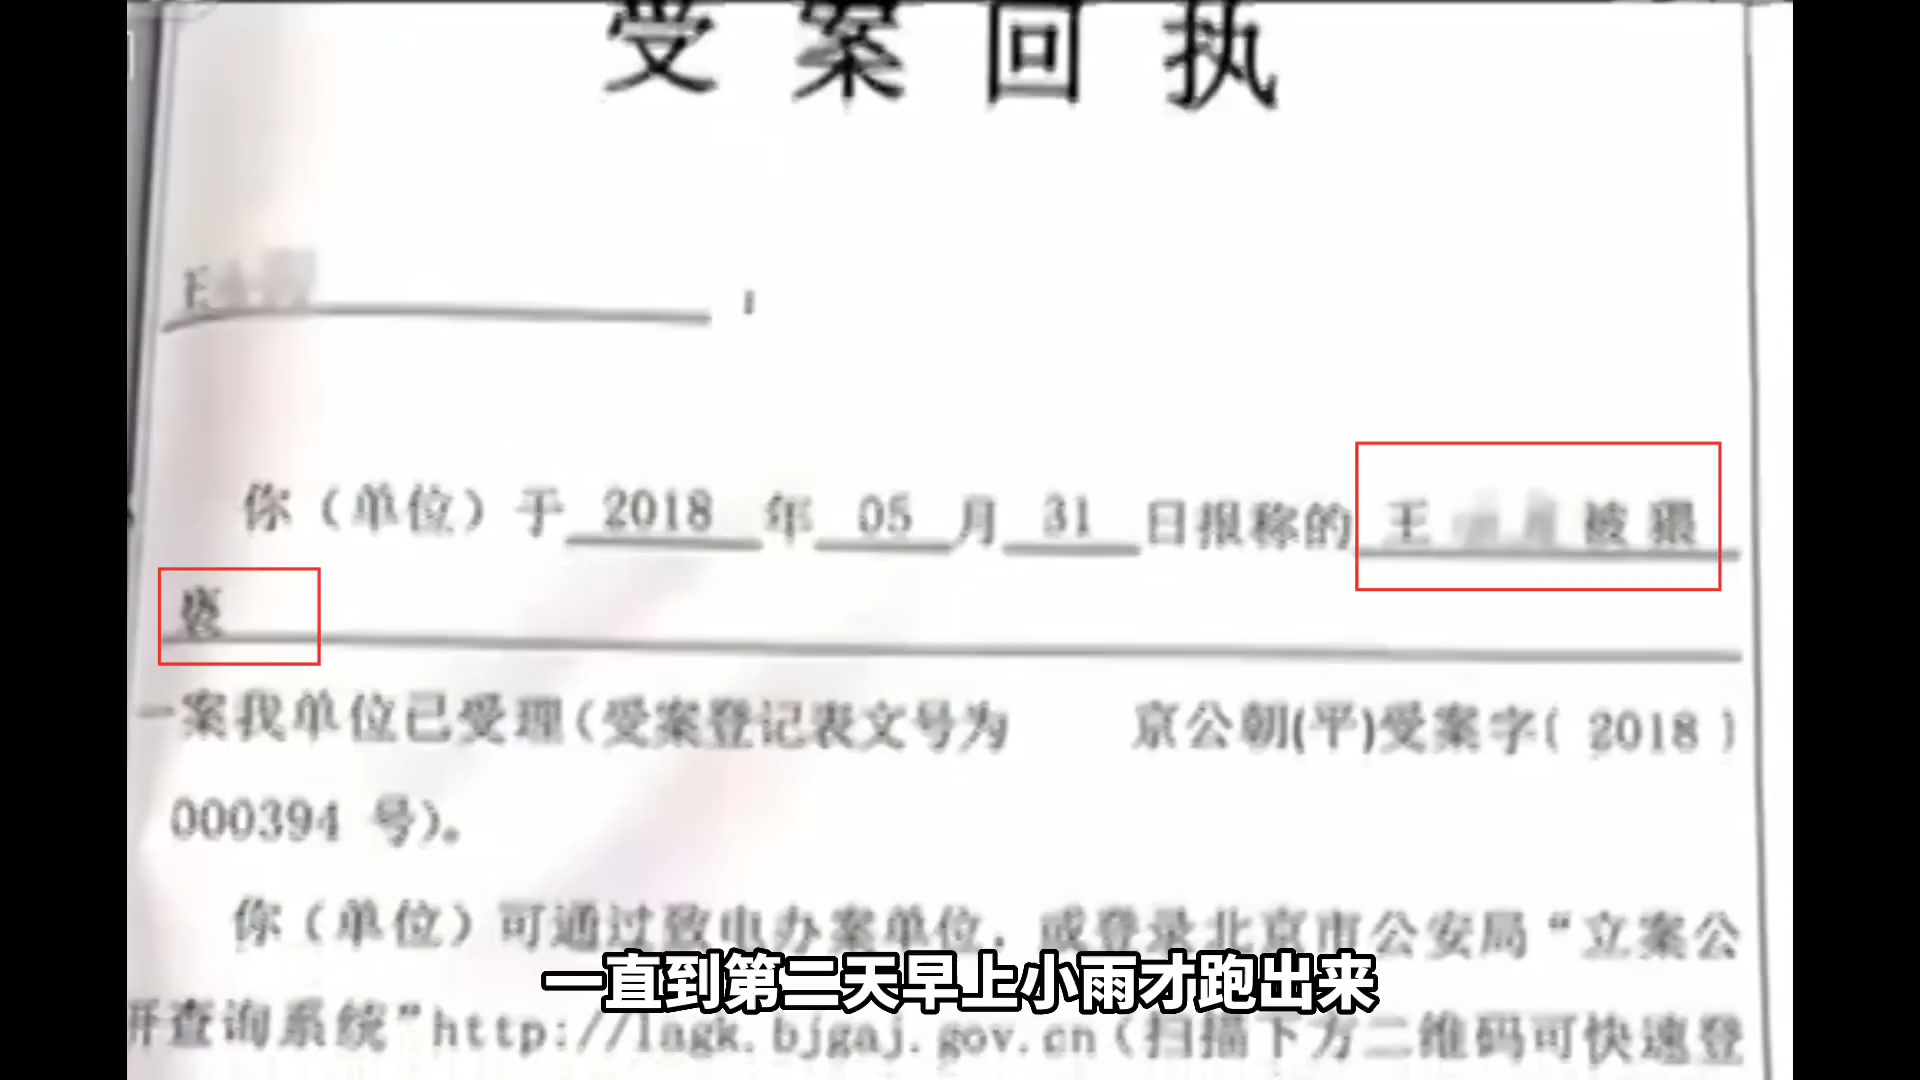 受案回执
王
你（单位）于 2018 年 05 月 31 日报称的 王 被猥
亵
一案我单位已受理(受案登记表文号为 京公朝(平)受案字( 2018 )
000394 号)。
你（单位）可通过致电办案单位，或登录北京市公安局“立案公
开查询系统”http://lagk.bjgaj.gov.cn(扫描下方二维码可快速登
一直到第二天早上小雨才跑出来